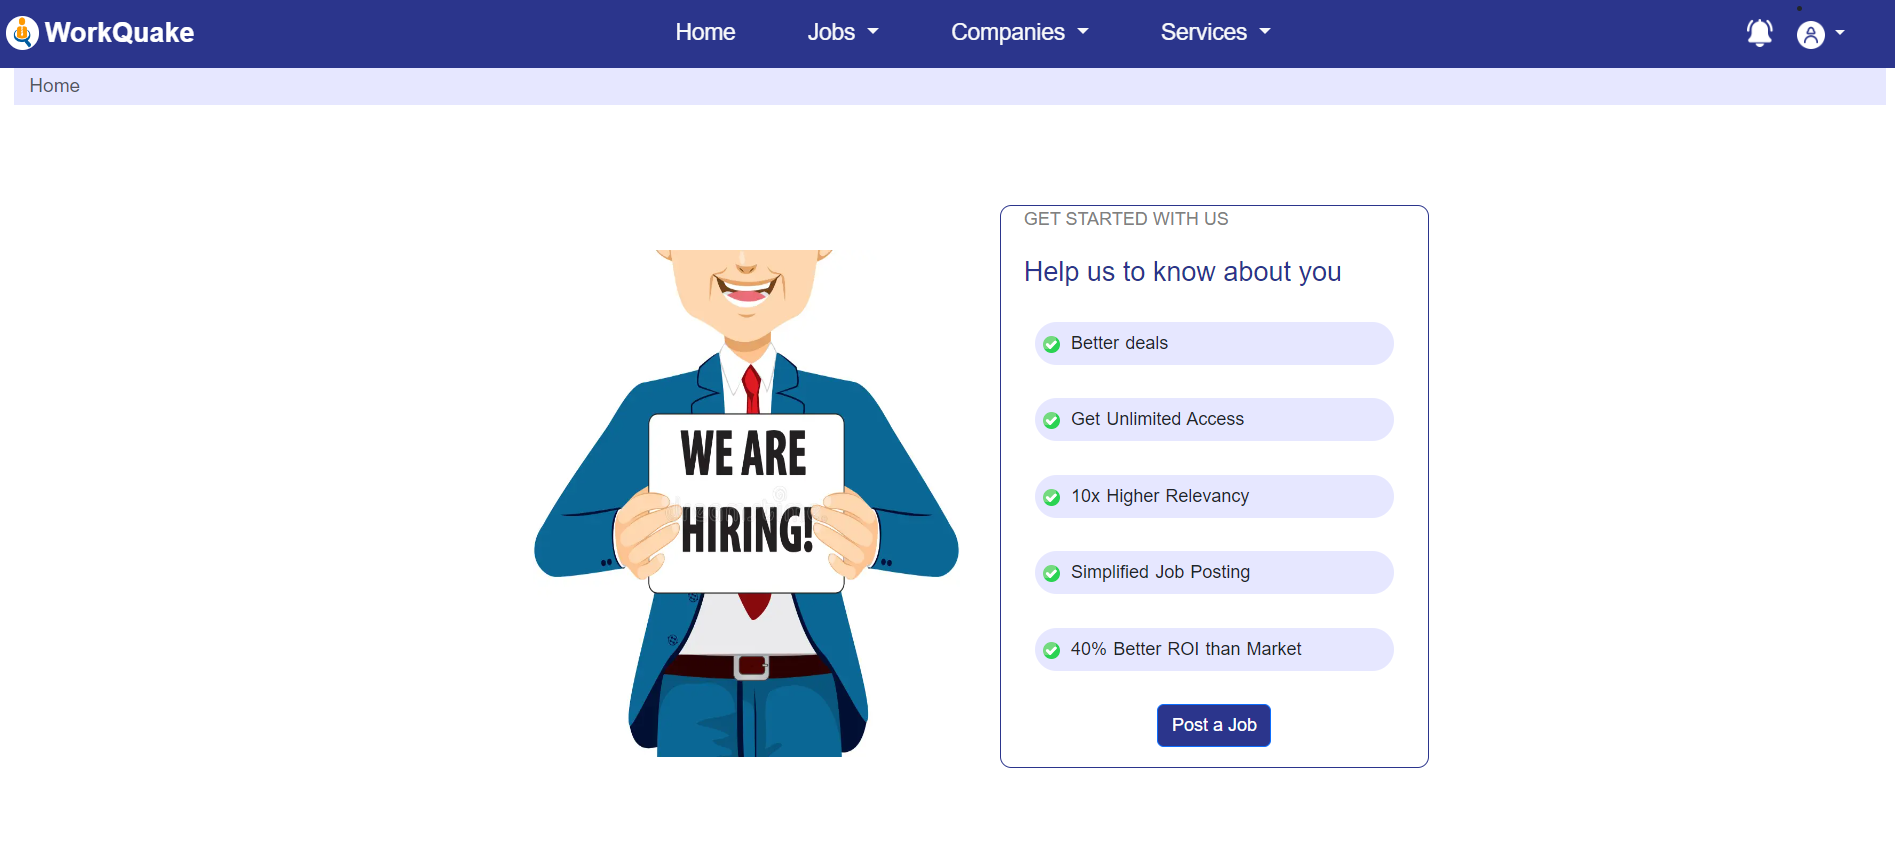 WorkQuake
Home
Jobs
Companies
Services
Home
WE ARE
HIRING!
GET STARTED WITH US
Help us to know about you
Better deals
Get Unlimited Access
10x Higher Relevancy
Simplified Job Posting
40% Better ROI than Market
Post a Job